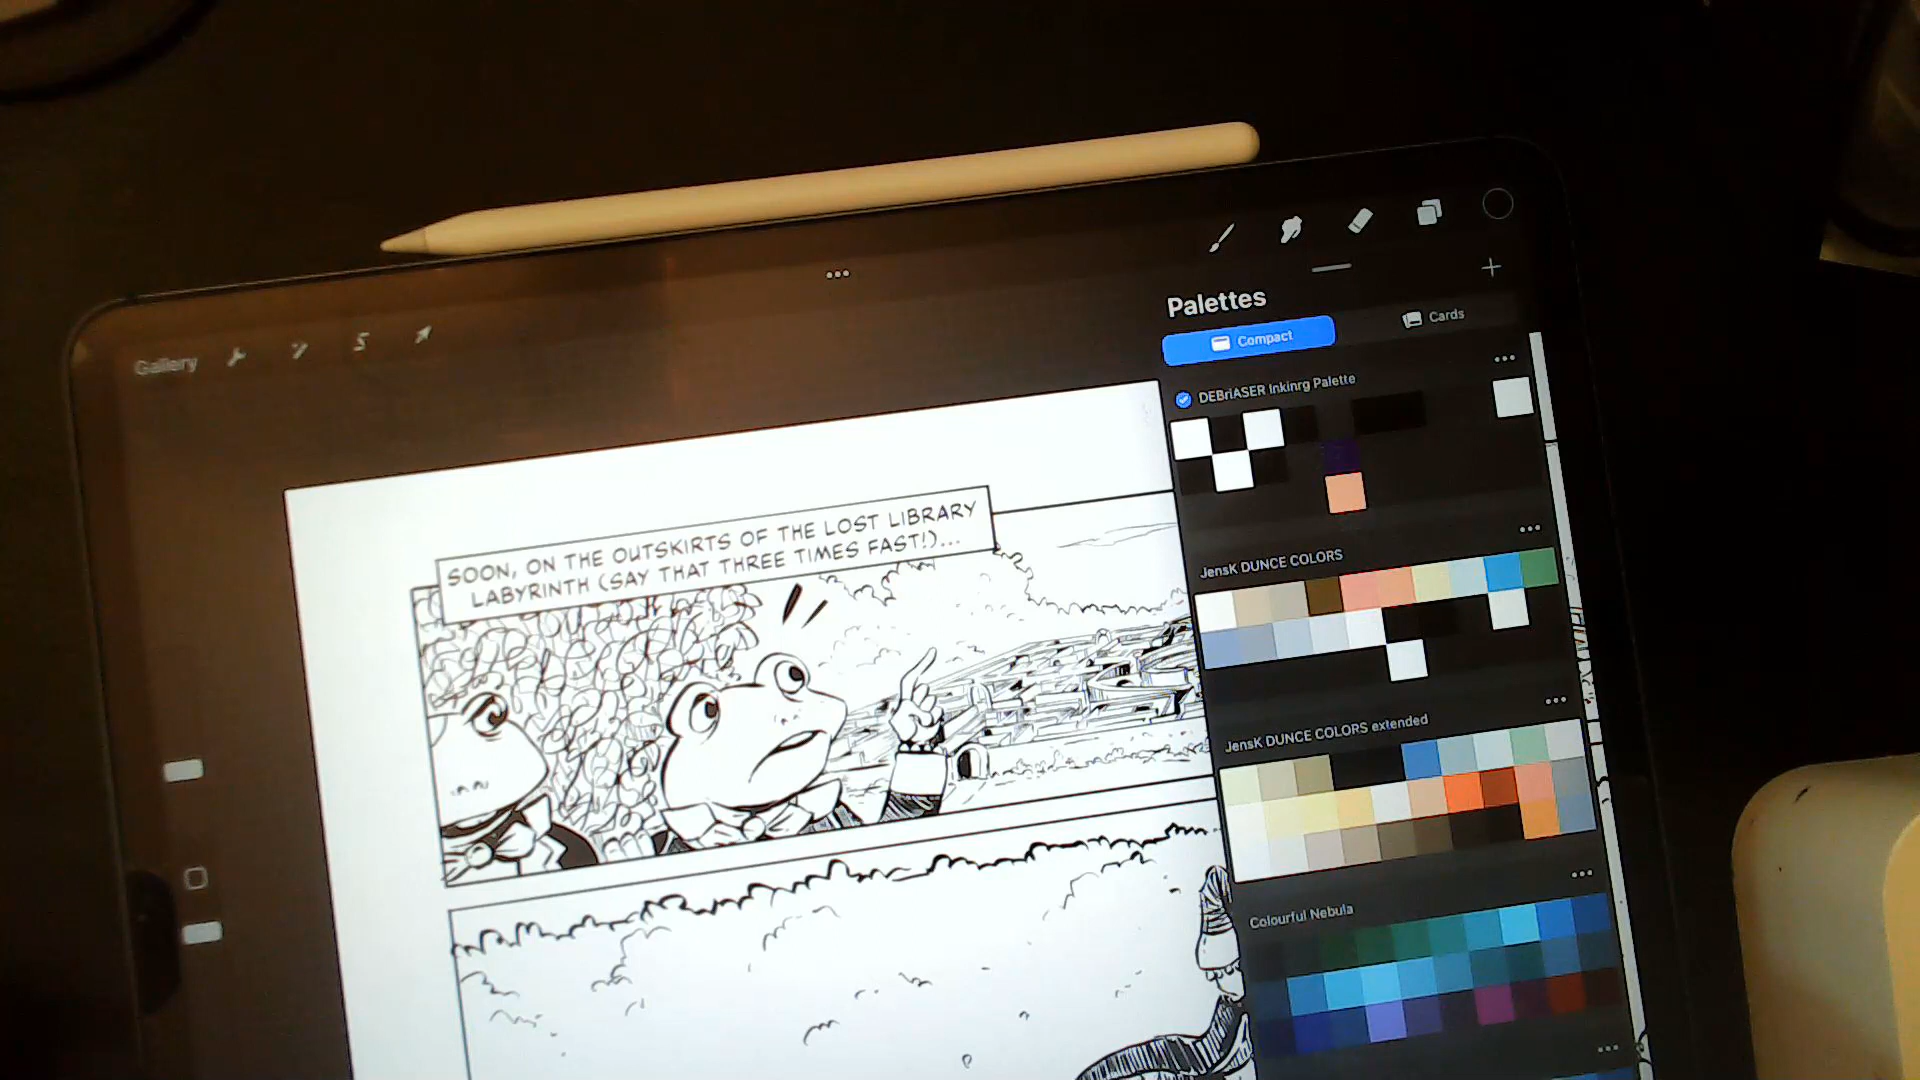 Gallery
Palettes
Compact
Cards
DEBriASER Inkinrg Palette
SOON, ON THE OUTSKIRTS OF THE LOST LIBRARY
LABYRINTH (SAY THAT THREE TIMES FAST!)...
JensK DUNCE COLORS
JensK DUNCE COLORS extended
Colourful Nebula